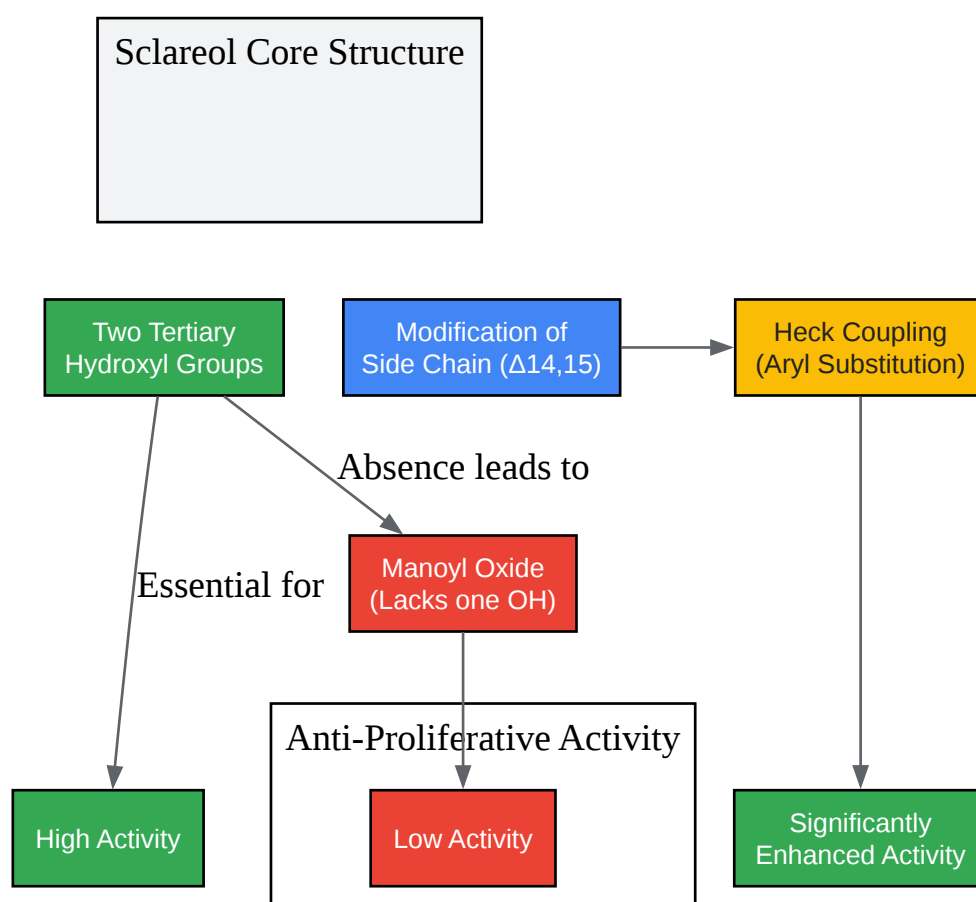 Sclareol Core Structure
Two Tertiary
Hydroxyl Groups
Modification of
Side Chain (Δ14,15)
Heck Coupling
(Aryl Substitution)
Absence leads to
Essential for
Manoyl Oxide
(Lacks one OH)
Anti-Proliferative Activity
High Activity
Low Activity
Significantly
Enhanced Activity